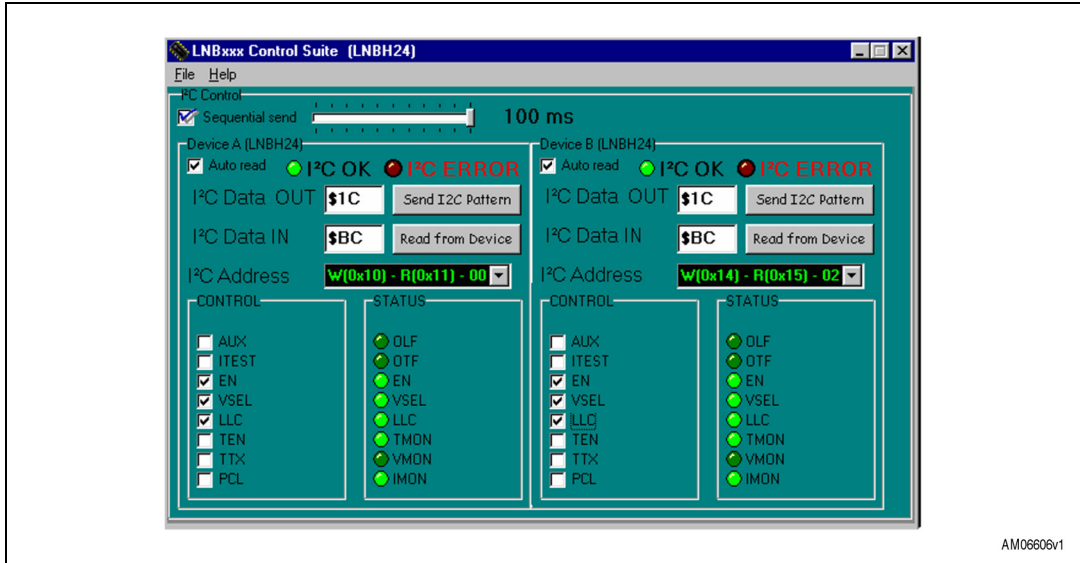 LNBxxx Control Suite (LNBH24)
File Help
I²C Control
Sequential send 100 ms
Device A (LNBH24)
Auto read I²C OK I²C ERROR
I²C Data OUT $1C Send I2C Pattern
I²C Data IN $BC Read from Device
I²C Address W(0x10) - R(0x11) - 00
CONTROL STATUS
AUX OLF
ITEST OTF
EN EN
VSEL VSEL
LLC LLC
TEN TMON
TTX VMON
PCL IMON
Device B (LNBH24)
Auto read I²C OK I²C ERROR
I²C Data OUT $1C Send I2C Pattern
I²C Data IN $BC Read from Device
I²C Address W(0x14) - R(0x15) - 02
CONTROL STATUS
AUX OLF
ITEST OTF
EN EN
VSEL VSEL
LLC LLC
TEN TMON
TTX VMON
PCL IMON
AM06606v1